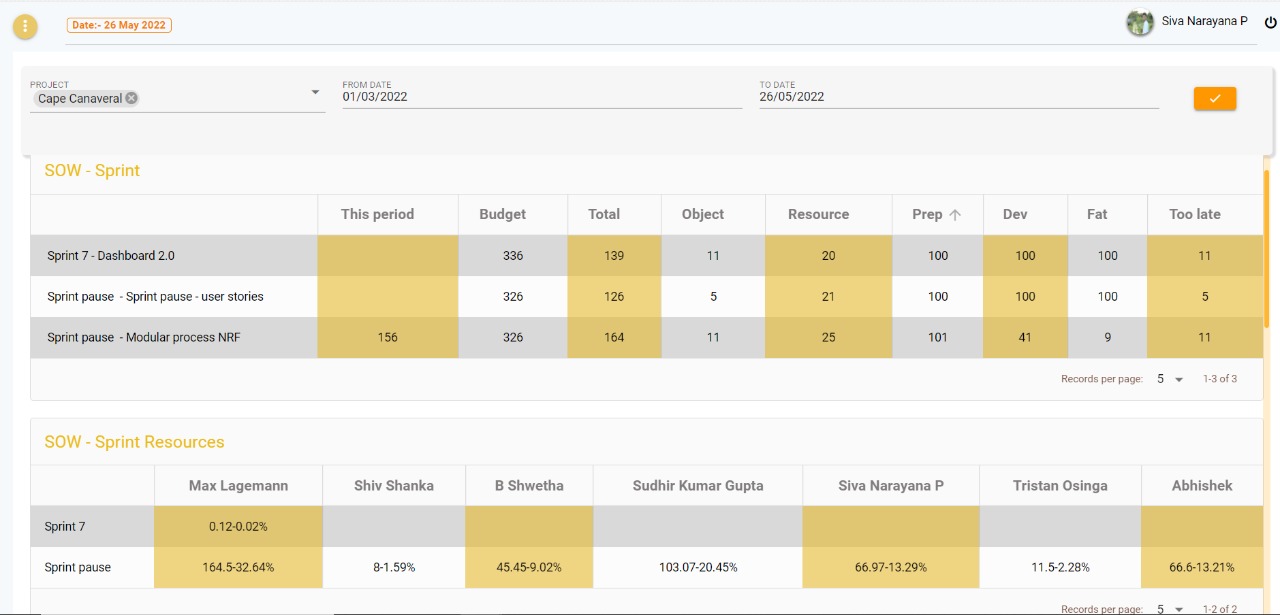 Date:- 26 May 2022
Siva Narayana P
PROJECT
Cape Canaveral
FROM DATE
01/03/2022
TO DATE
26/05/2022
SOW - Sprint
This period Budget Total Object Resource Prep Dev Fat Too late
Sprint 7 - Dashboard 2.0 336 139 11 20 100 100 100 11
Sprint pause - Sprint pause - user stories 326 126 5 21 100 100 100 5
Sprint pause - Modular process NRF 156 326 164 11 25 101 41 9 11
Records per page: 5 1-3 of 3
SOW - Sprint Resources
Max Lagemann Shiv Shanka B Shwetha Sudhir Kumar Gupta Siva Narayana P Tristan Osinga Abhishek
Sprint 7 0.12-0.02%
Sprint pause 164.5-32.64% 8-1.59% 45.45-9.02% 103.07-20.45% 66.97-13.29% 11.5-2.28% 66.6-13.21%
Records per page: 5 1-2 of 2